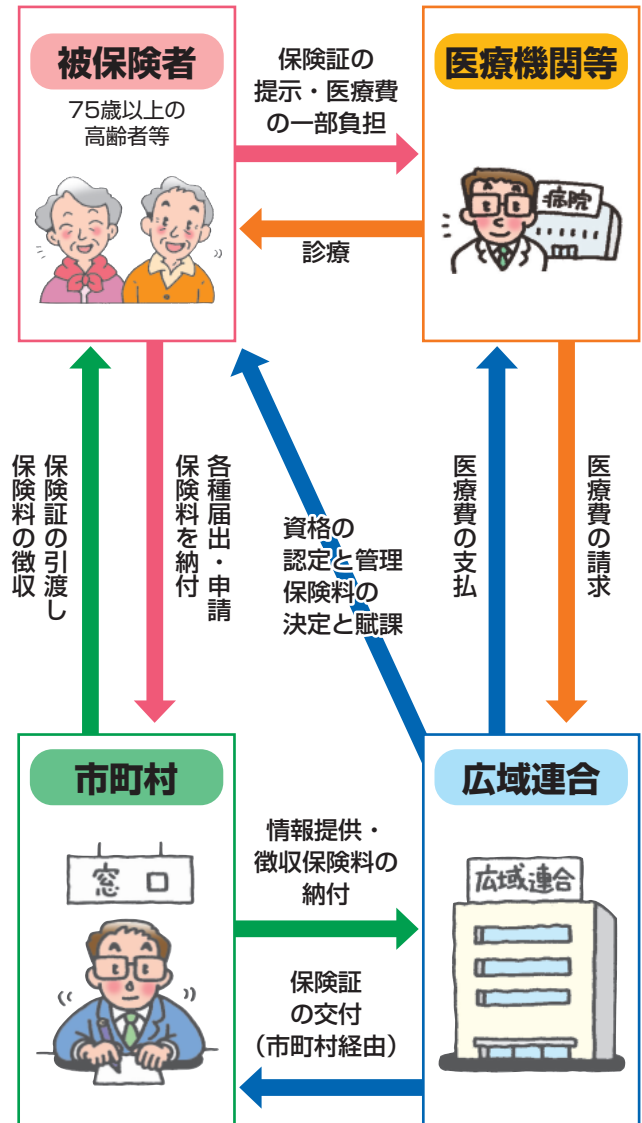 被保険者
75歳以上の
高齢者等
保険証の
提示・医療費
の一部負担
診療
医療機関等
病院
保険証の引渡し
保険料の徴収
各種届出・申請
保険料を納付
資格の
認定と管理
保険料の
決定と賦課
医療費の支払
医療費の請求
市町村
窓口
情報提供・
徴収保険料の
納付
保険証
の交付
（市町村経由）
広域連合
広域連合